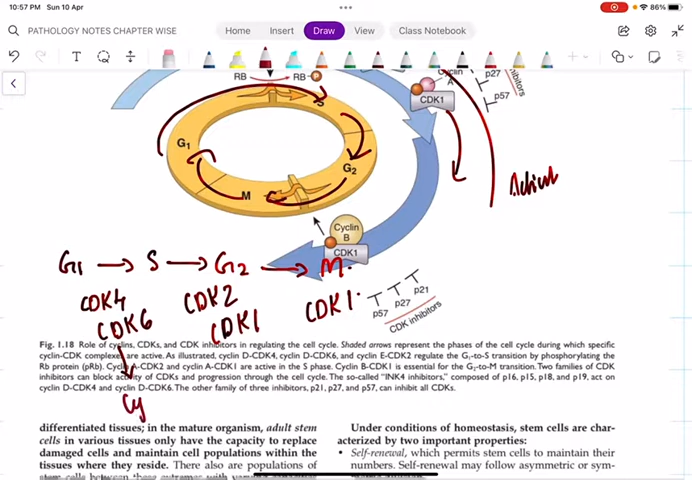 10:57 PM Sun 10 Apr
86%
PATHOLOGY NOTES CHAPTER WISE
Home Insert Draw View Class Notebook
RB RB-P
Cyclin
A
CDK1
p27
p57
inhibitors
S
G1
G2
M
Cyclin
B
CDK1
G1 → S → G2 → M.
CDK4 CDK2 CDK1.
CDK6 CDK1
Cy
p57 p27 p21
CDK inhibitors
Fig. 1.18 Role of cyclins, CDKs, and CDK inhibitors in regulating the cell cycle. Shaded arrows represent the phases of the cell cycle during which specific
cyclin-CDK complexes are active. As illustrated, cyclin D-CDK4, cyclin D-CDK6, and cyclin E-CDK2 regulate the G1-to-S transition by phosphorylating the
Rb protein (pRb). Cyclin A-CDK2 and cyclin A-CDK1 are active in the S phase. Cyclin B-CDK1 is essential for the G2-to-M transition. Two families of CDK
inhibitors can block activity of CDKs and progression through the cell cycle. The so-called "INK4 inhibitors," composed of p16, p15, p18, and p19, act on
cyclin D-CDK4 and cyclin D-CDK6. The other family of three inhibitors, p21, p27, and p57, can inhibit all CDKs.
differentiated tissues; in the mature organism, adult stem
cells in various tissues only have the capacity to replace
damaged cells and maintain cell populations within the
tissues where they reside. There also are populations of
Under conditions of homeostasis, stem cells are char-
acterized by two important properties:
• Self-renewal, which permits stem cells to maintain their
numbers. Self-renewal may follow asymmetric or sym-